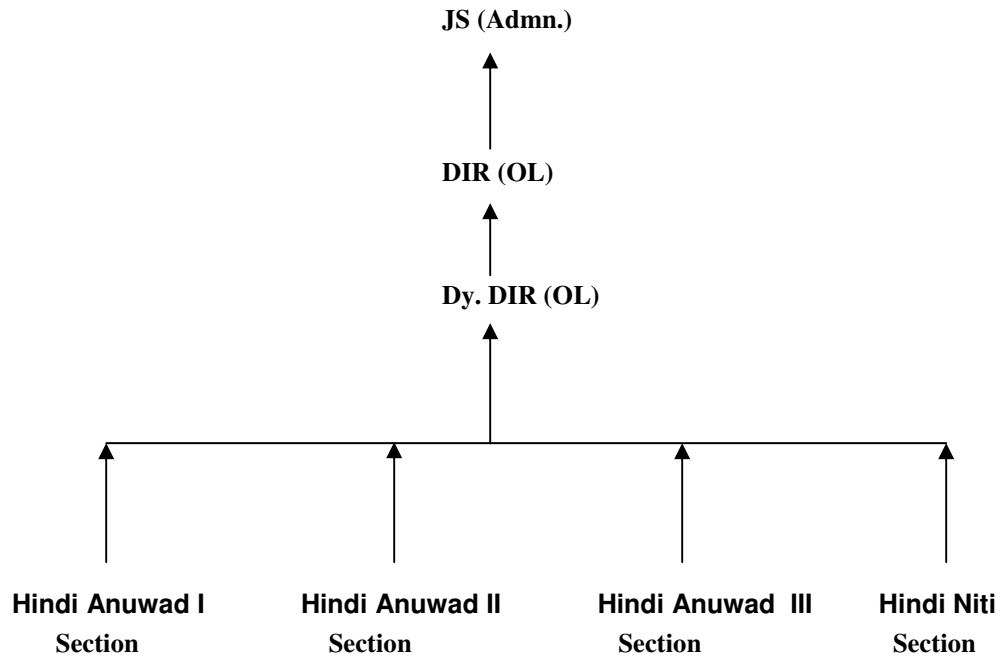 JS (Admn.)
DIR (OL)
Dy. DIR (OL)
Hindi Anuwad I Hindi Anuwad II Hindi Anuwad III Hindi Niti
Section Section Section Section